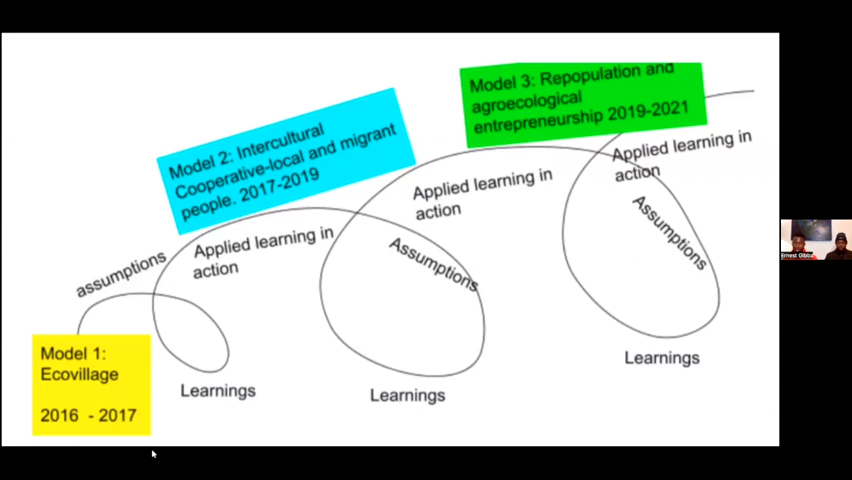 Model 3: Repopulation and
agroecological
entrepreneurship 2019-2021
Model 2: Intercultural
Cooperative-local and migrant
people. 2017-2019
Applied learning in
action
Applied learning in
action
Assumptions
Applied learning in
action
Assumptions
assumptions
Model 1:
Ecovillage
2016 - 2017
Learnings
Learnings
Learnings
Ernest Gibba